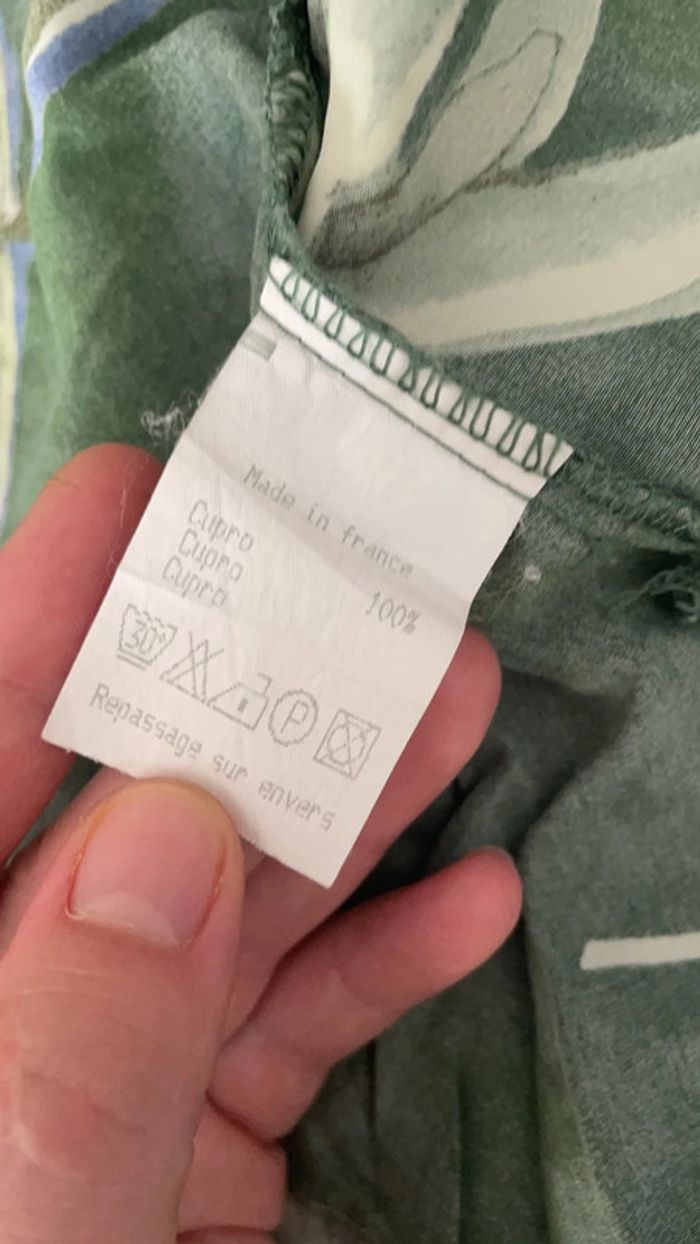 Made in france
Cupro
Cupro
Cupro 100%
30° P
Repassage sur envers